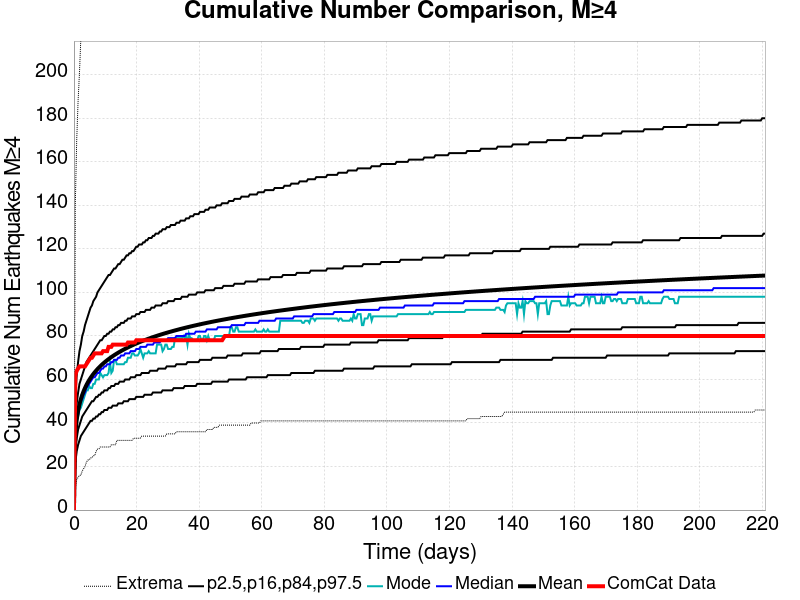 Cumulative Number Comparison, M≥4
Cumulative Num Earthquakes M≥4
200
180
160
140
120
100
80
60
40
20
0
0 20 40 60 80 100 120 140 160 180 200 220
Time (days)
Extrema p2.5,p16,p84,p97.5 Mode Median Mean ComCat Data